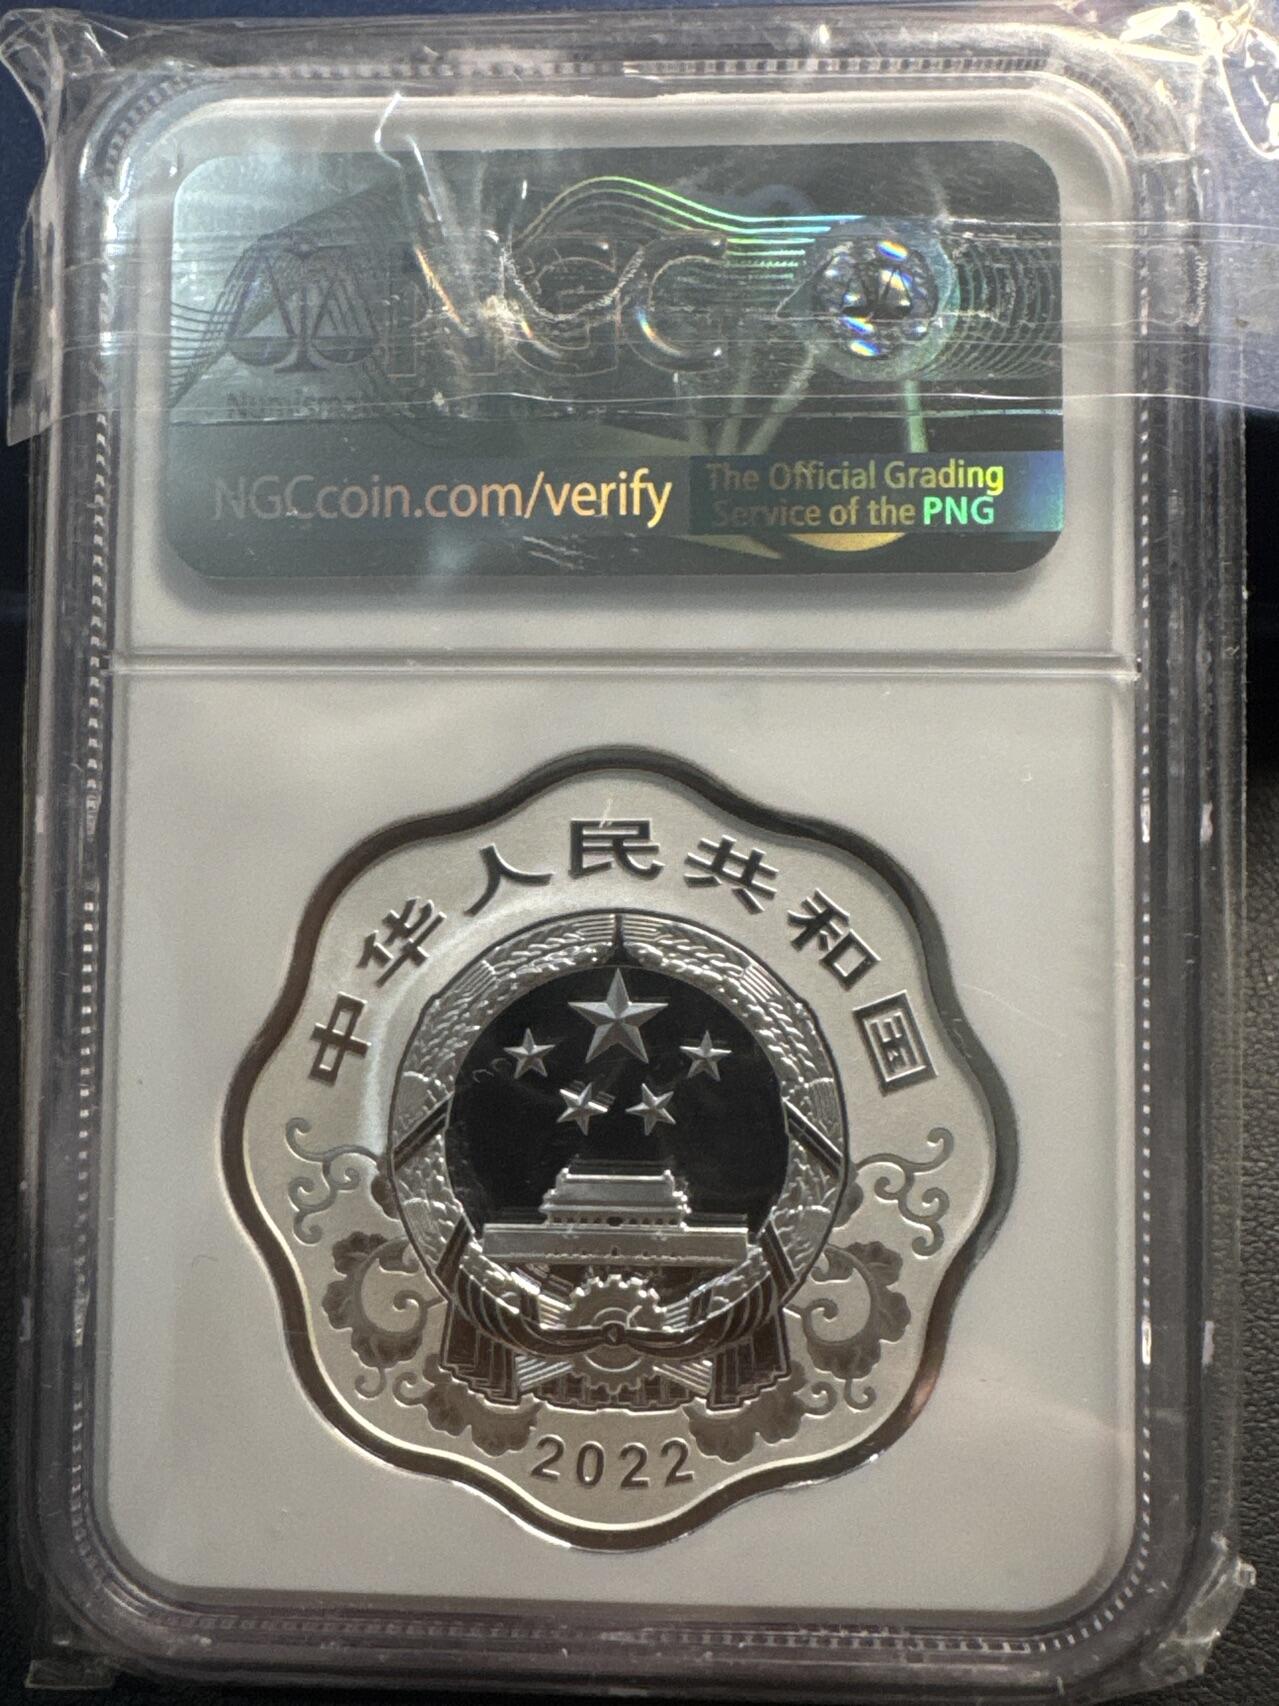 NGC
NGCcoin.com/verify
The Official Grading
Service of the PNG
中华人民共和国
2022